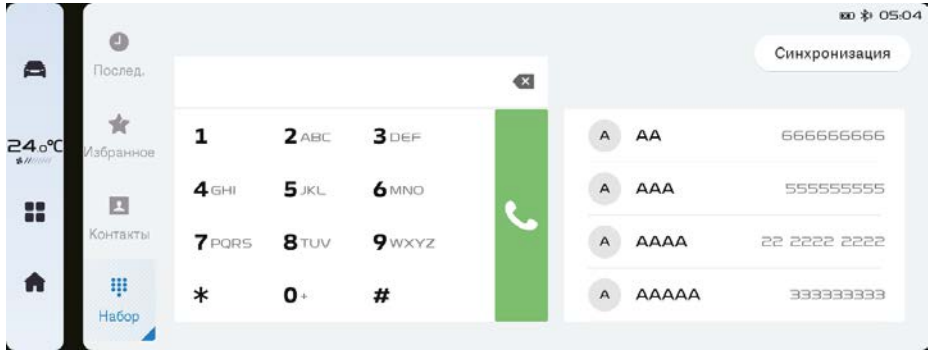 05:04
Синхронизация
24.0°C
Послед.
Избранное
Контакты
Набор
1
2 ABC
3 DEF
4 GHI
5 JKL
6 MNO
7 PQRS
8 TUV
9 WXYZ
*
0 +
#
A AA 666666666
A AAA 555555555
A AAAA 22 2222 2222
A AAAAA 333333333